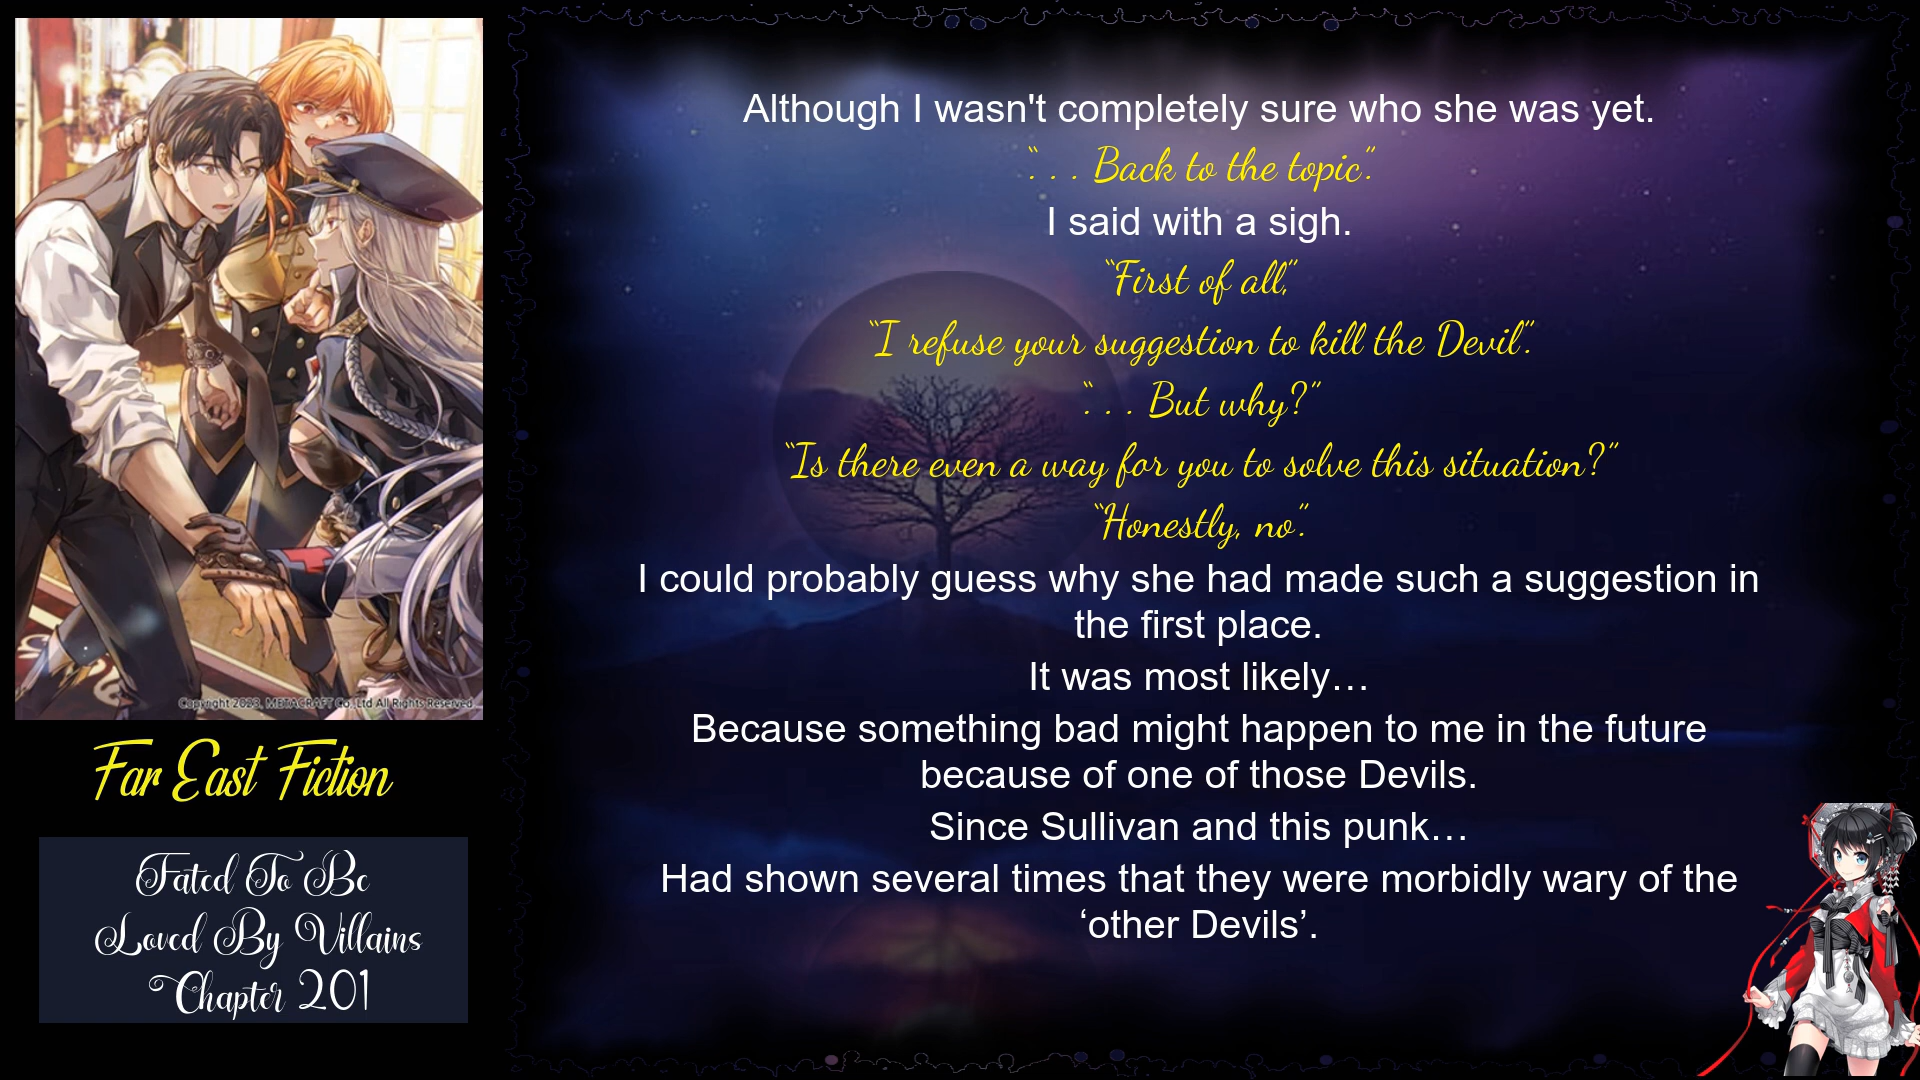 Although I wasn't completely sure who she was yet.
“. . . Back to the topic”.
I said with a sigh.
“First of all,”
“I refuse your suggestion to kill the Devil”.
“. . . But why?”
“Is there even a way for you to solve this situation?”
“Honestly, no”.
I could probably guess why she had made such a suggestion in
the first place.
It was most likely…
Because something bad might happen to me in the future
because of one of those Devils.
Since Sullivan and this punk…
Had shown several times that they were morbidly wary of the
‘other Devils’.
Copyright 2023. METACRAFT Co.,Ltd All Rights Reserved
Far East Fiction
Fated To Be
Loved By Villains
Chapter 201